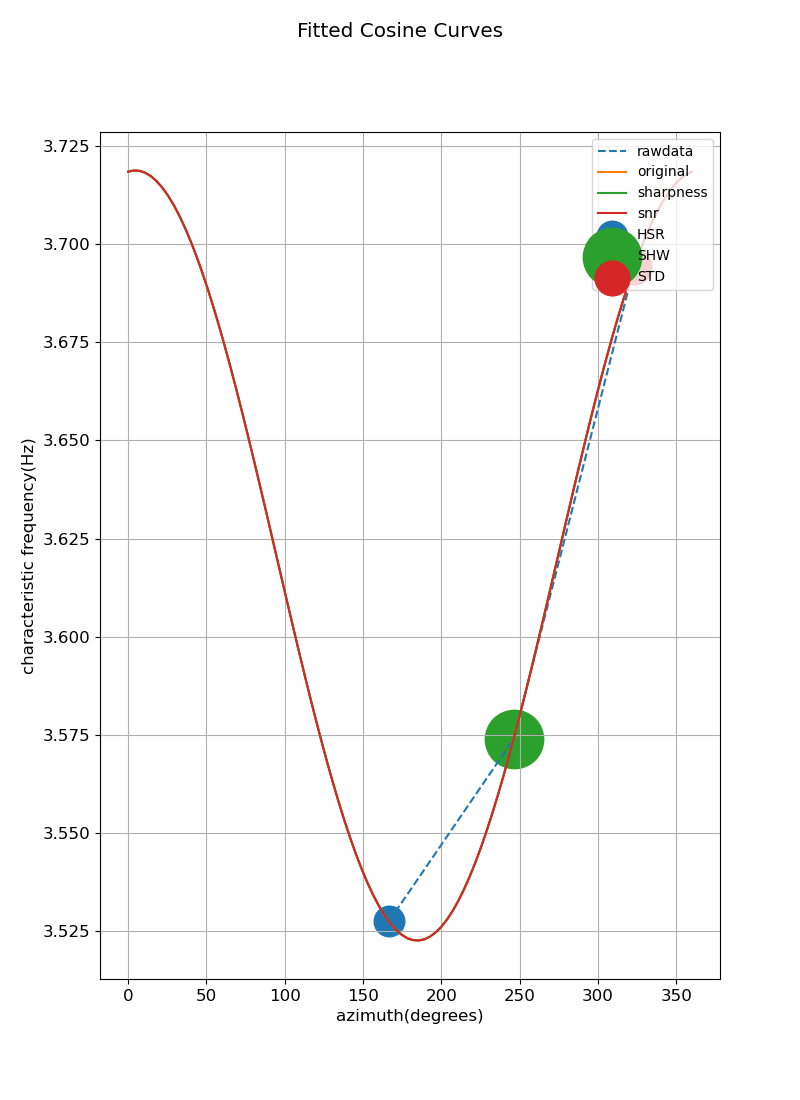 Fitted Cosine Curves
3.725
3.700
3.675
3.650
3.625
3.600
3.575
3.550
3.525
characteristic frequency(Hz)
rawdata
original
sharpness
snr
HSR
SHW
STD
0 50 100 150 200 250 300 350
azimuth(degrees)